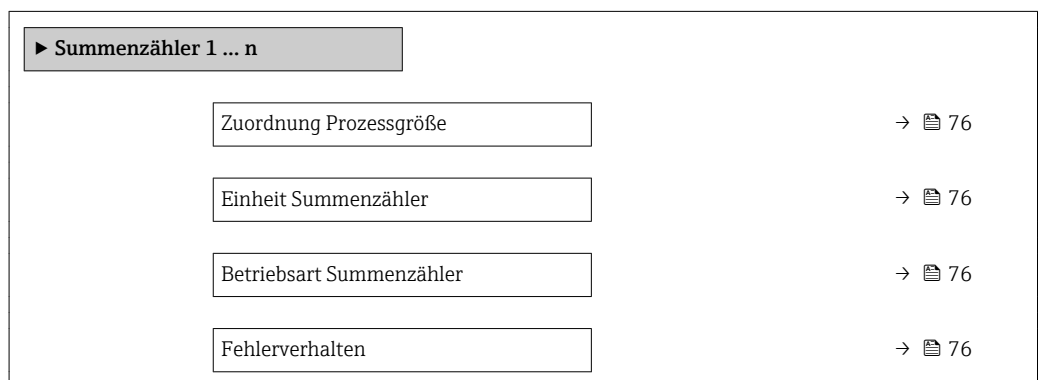 ▶ Summenzähler 1 … n
Zuordnung Prozessgröße → 76
Einheit Summenzähler → 76
Betriebsart Summenzähler → 76
Fehlerverhalten → 76